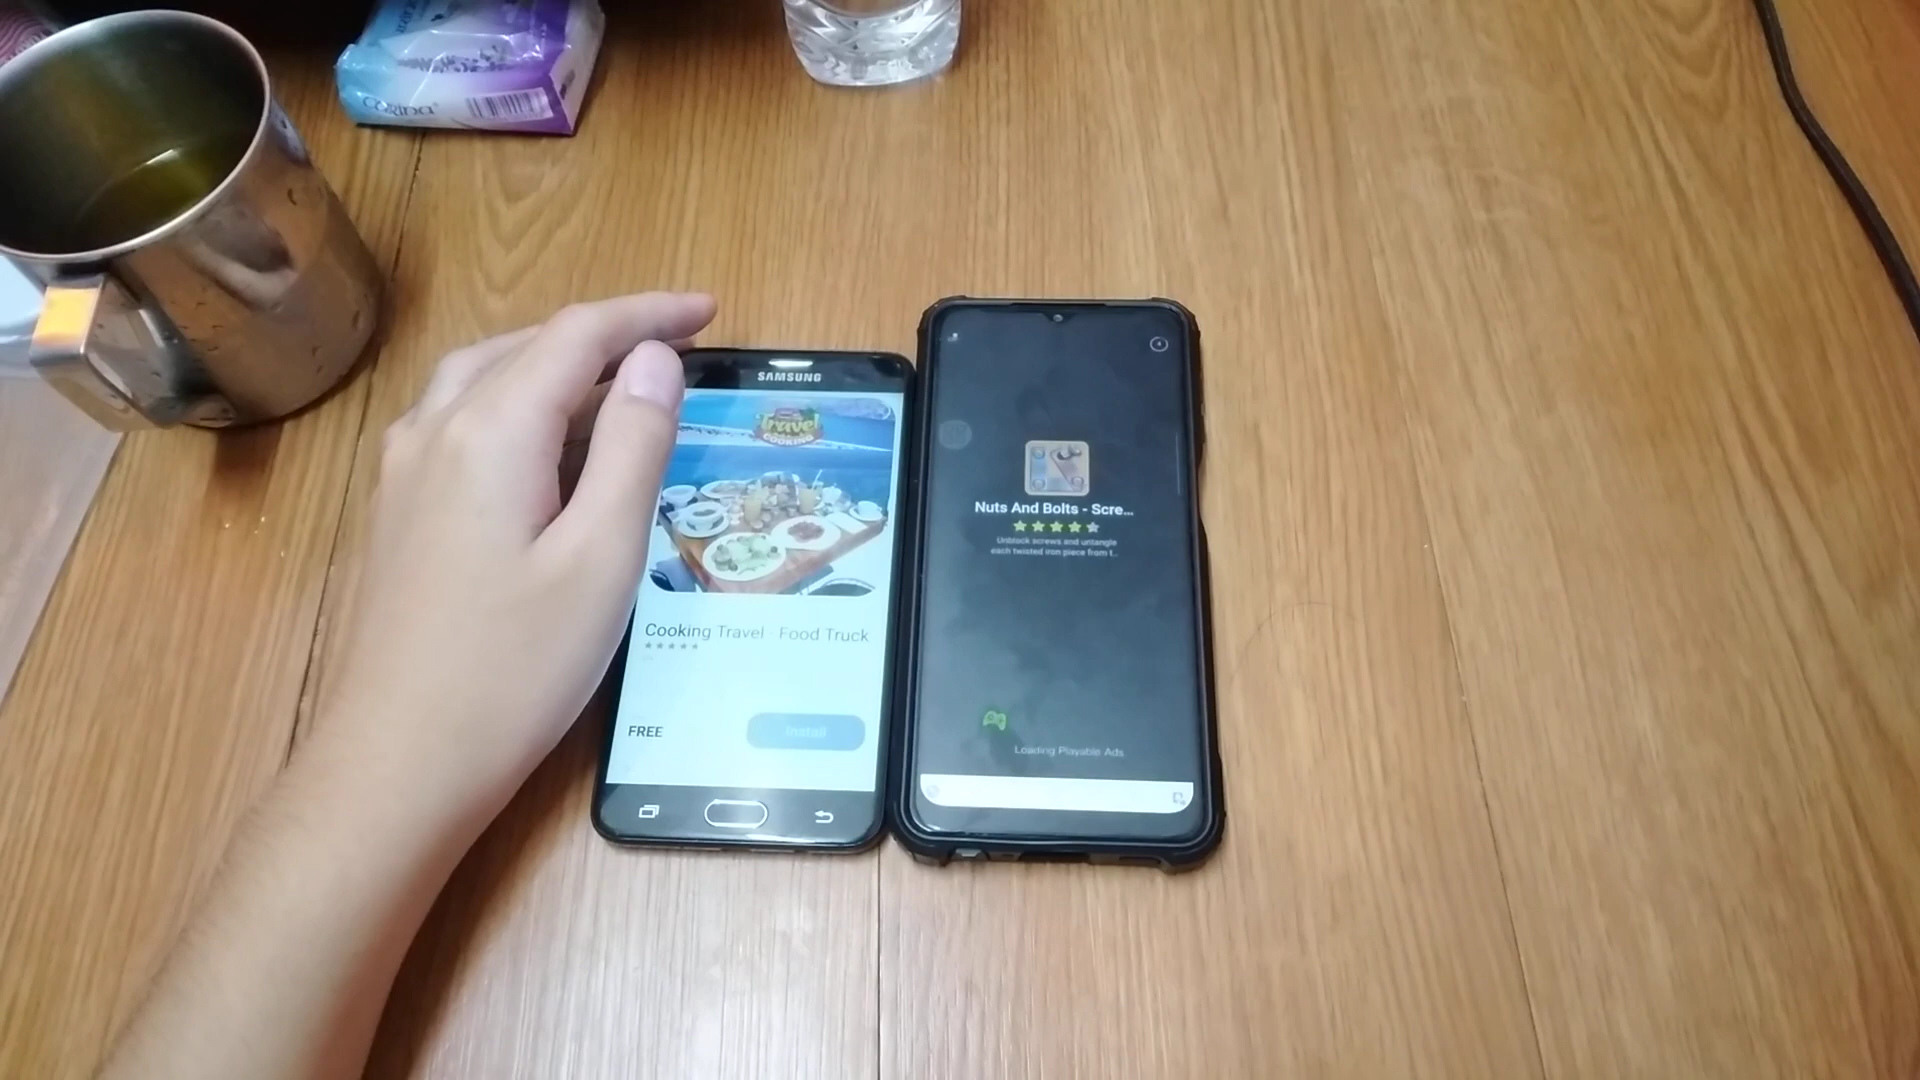 Corina
SAMSUNG
Travel
COOKING
Cooking Travel - Food Truck
FREE
Install
Nuts And Bolts - Scre...
Unblock screws and untangle
each twisted iron piece from t...
Loading Playable Ads